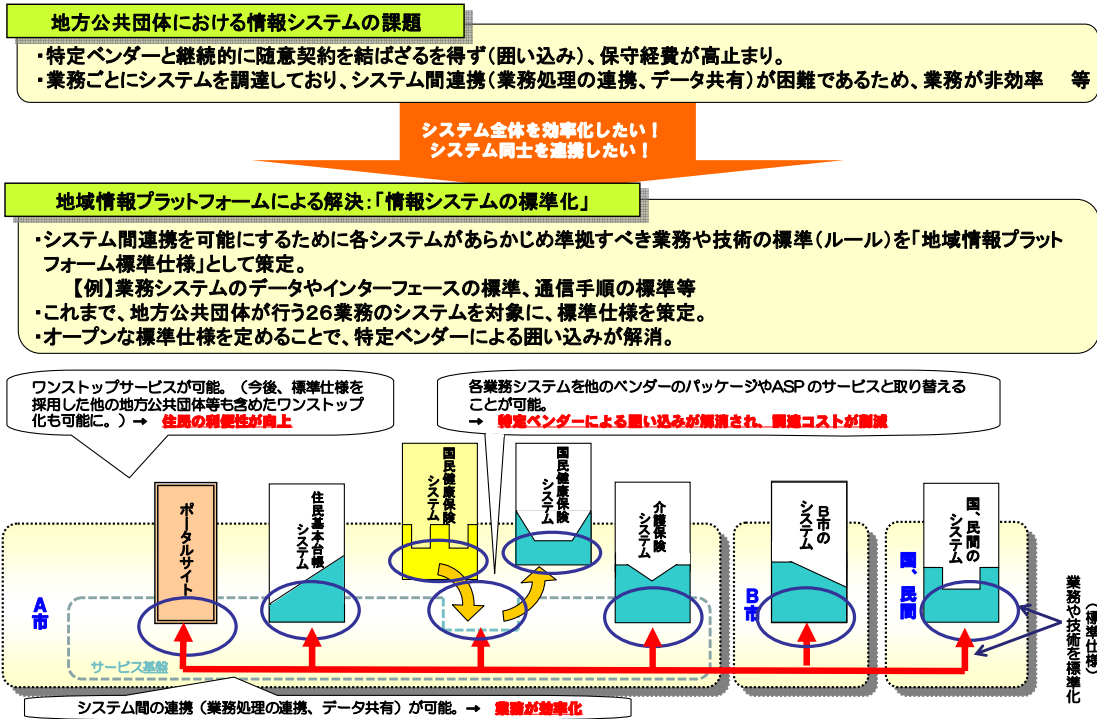 地方公共団体における情報システムの課題
・特定ベンダーと継続的に随意契約を結ばざるを得ず（囲い込み）、保守経費が高止まり。
・業務ごとにシステムを調達しており、システム間連携（業務処理の連携、データ共有）が困難であるため、業務が非効率　等
システム全体を効率化したい！
システム同士を連携したい！
地域情報プラットフォームによる解決：「情報システムの標準化」
・システム間連携を可能にするために各システムがあらかじめ準拠すべき業務や技術の標準（ルール）を「地域情報プラット
フォーム標準仕様」として策定。
【例】業務システムのデータやインターフェースの標準、通信手順の標準等
・これまで、地方公共団体が行う２６業務のシステムを対象に、標準仕様を策定。
・オープンな標準仕様を定めることで、特定ベンダーによる囲い込みが解消。
ワンストップサービスが可能。（今後、標準仕様を
採用した他の地方公共団体等も含めたワンストップ
化も可能に。）→ 住民の利便性が向上
各業務システムを他のベンダーのパッケージやASPのサービスと取り替える
ことが可能。
→ 特定ベンダーによる囲い込みが解消され、調達コストが削減
ポータルサイト
住民基本台帳
システム
国民健康保険
システム
国民健康保険
システム
介護保険
システム
B市の
システム
国、民間の
システム
A市
B市
国、民間
サービス基盤
業務や技術を標準化
（標準仕様）
システム間の連携（業務処理の連携、データ共有）が可能。→ 業務が効率化